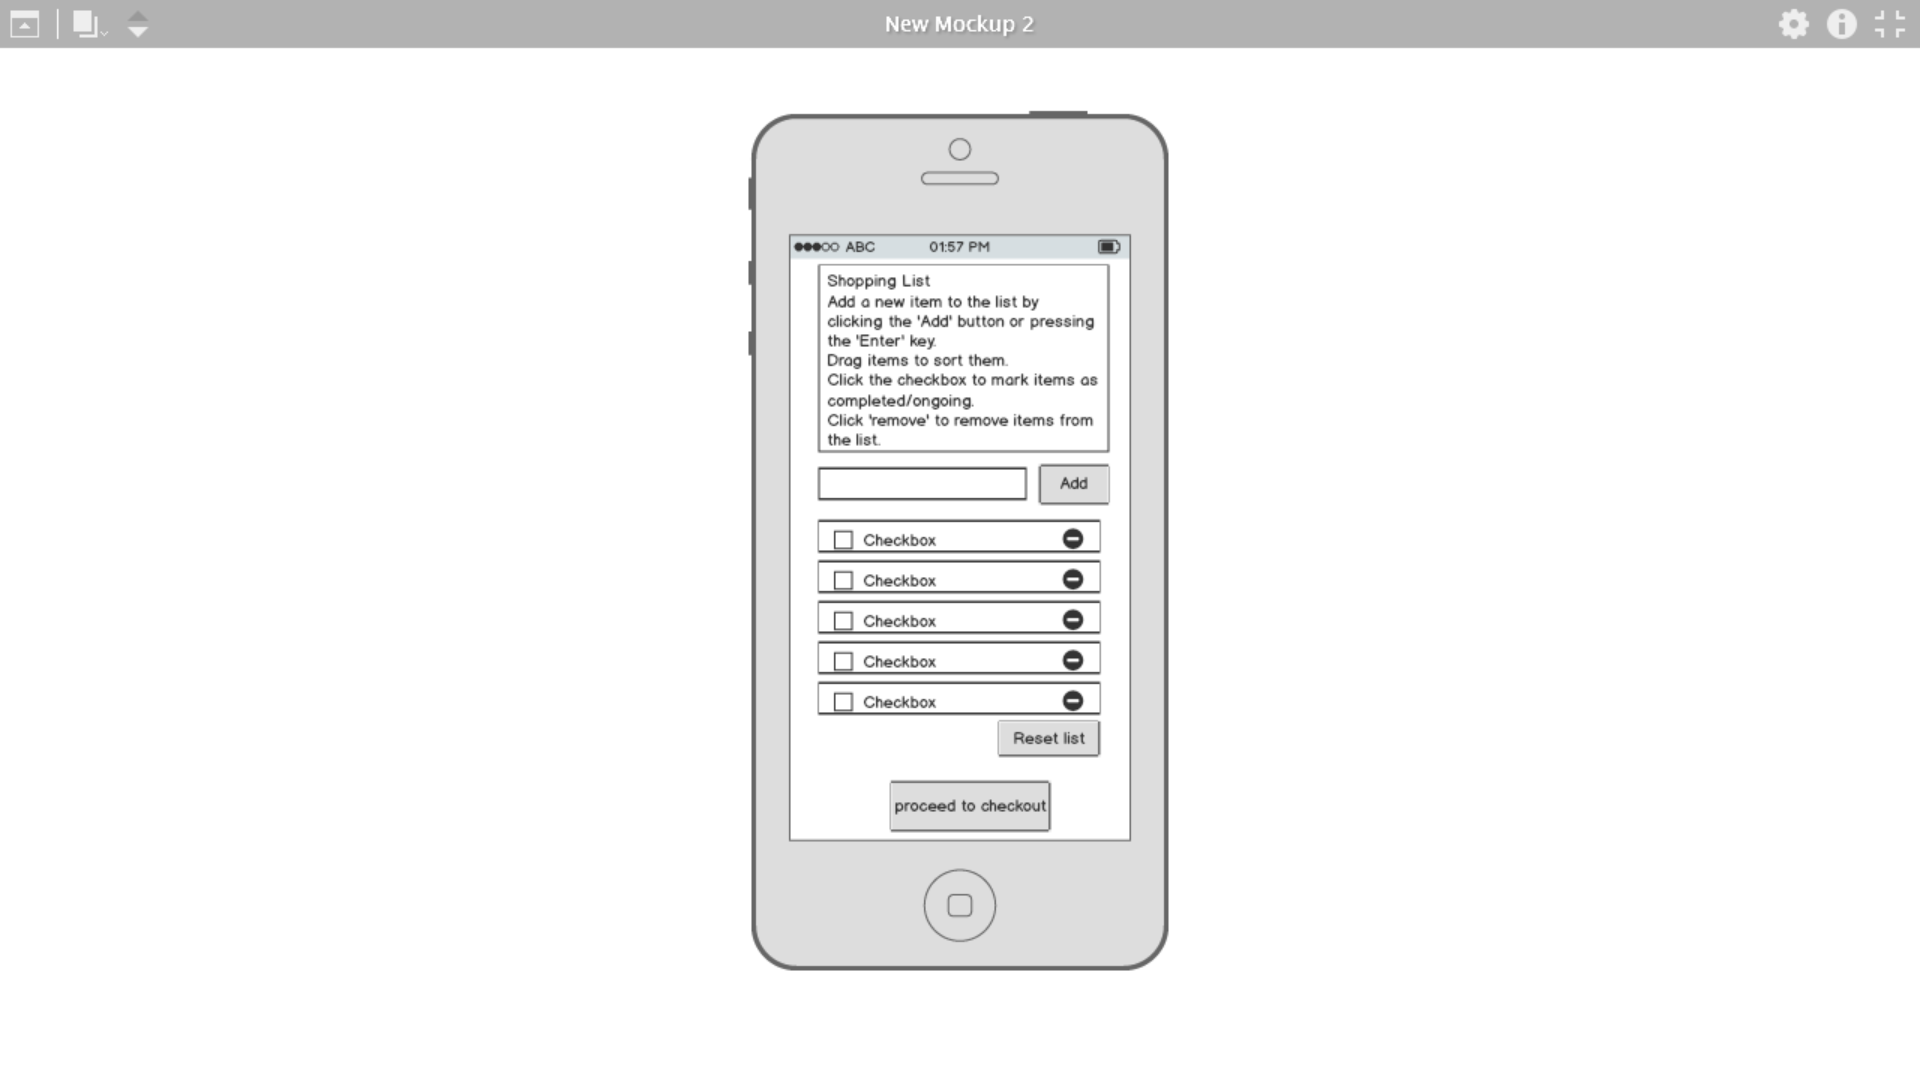 New Mockup 2
ABC 01:57 PM
Shopping List
Add a new item to the list by
clicking the 'Add' button or pressing
the 'Enter' key.
Drag items to sort them.
Click the checkbox to mark items as
completed/ongoing.
Click 'remove' to remove items from
the list.
Add
Checkbox
Checkbox
Checkbox
Checkbox
Checkbox
Reset list
proceed to checkout